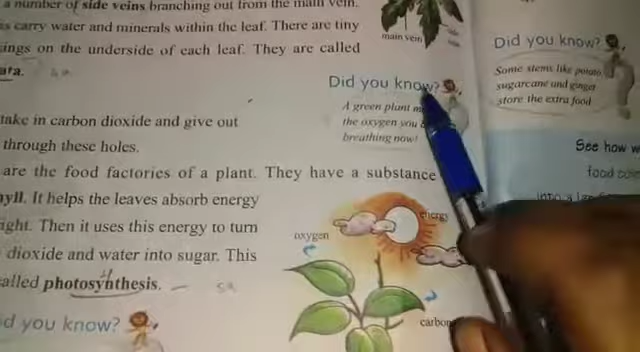 a number of side veins branching out from the main vein.
s carry water and minerals within the leaf. There are tiny
ings on the underside of each leaf. They are called
ata.
main vein
Did you know?
A green plant m
the oxygen you
breathing now!
take in carbon dioxide and give out
through these holes.
are the food factories of a plant. They have a substance
yll. It helps the leaves absorb energy
ight. Then it uses this energy to turn
dioxide and water into sugar. This
alled photosynthesis.
oxygen
energy
carbon
d you know?
Did you know?
Some stems like potato
sugarcane and ginger
store the extra food
See how w
food co